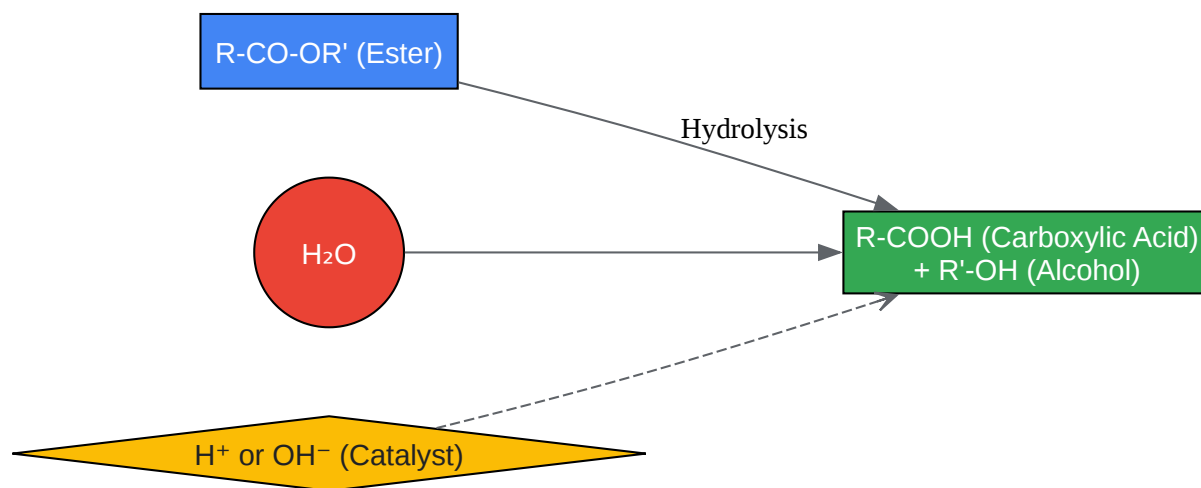 R-CO-OR' (Ester)
Hydrolysis
H₂O
R-COOH (Carboxylic Acid)
+ R'-OH (Alcohol)
H⁺ or OH⁻ (Catalyst)